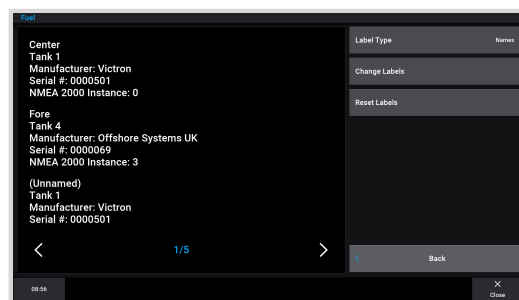 Fuel
Center
Tank 1
Manufacturer: Victron
Serial #: 0000501
NMEA 2000 Instance: 0
Fore
Tank 4
Manufacturer: Offshore Systems UK
Serial #: 0000069
NMEA 2000 Instance: 3
(Unnamed)
Tank 1
Manufacturer: Victron
Serial #: 0000501
1/5
Label Type Names
Change Labels
Reset Labels
Back
08:56
Close